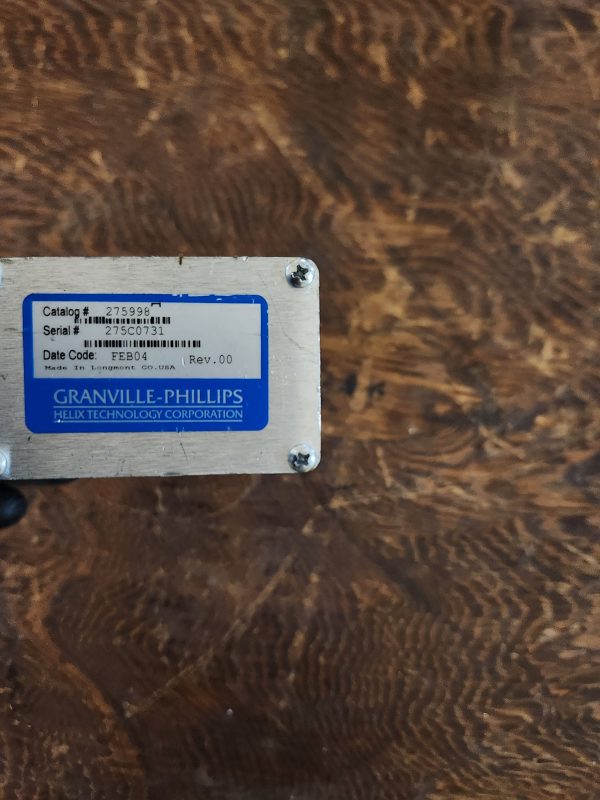 Catalog # 275998
Serial # 275C0731
Date Code: FEB04 Rev.00
Made In Longmont CO.USA
GRANVILLE-PHILLIPS
HELIX TECHNOLOGY CORPORATION